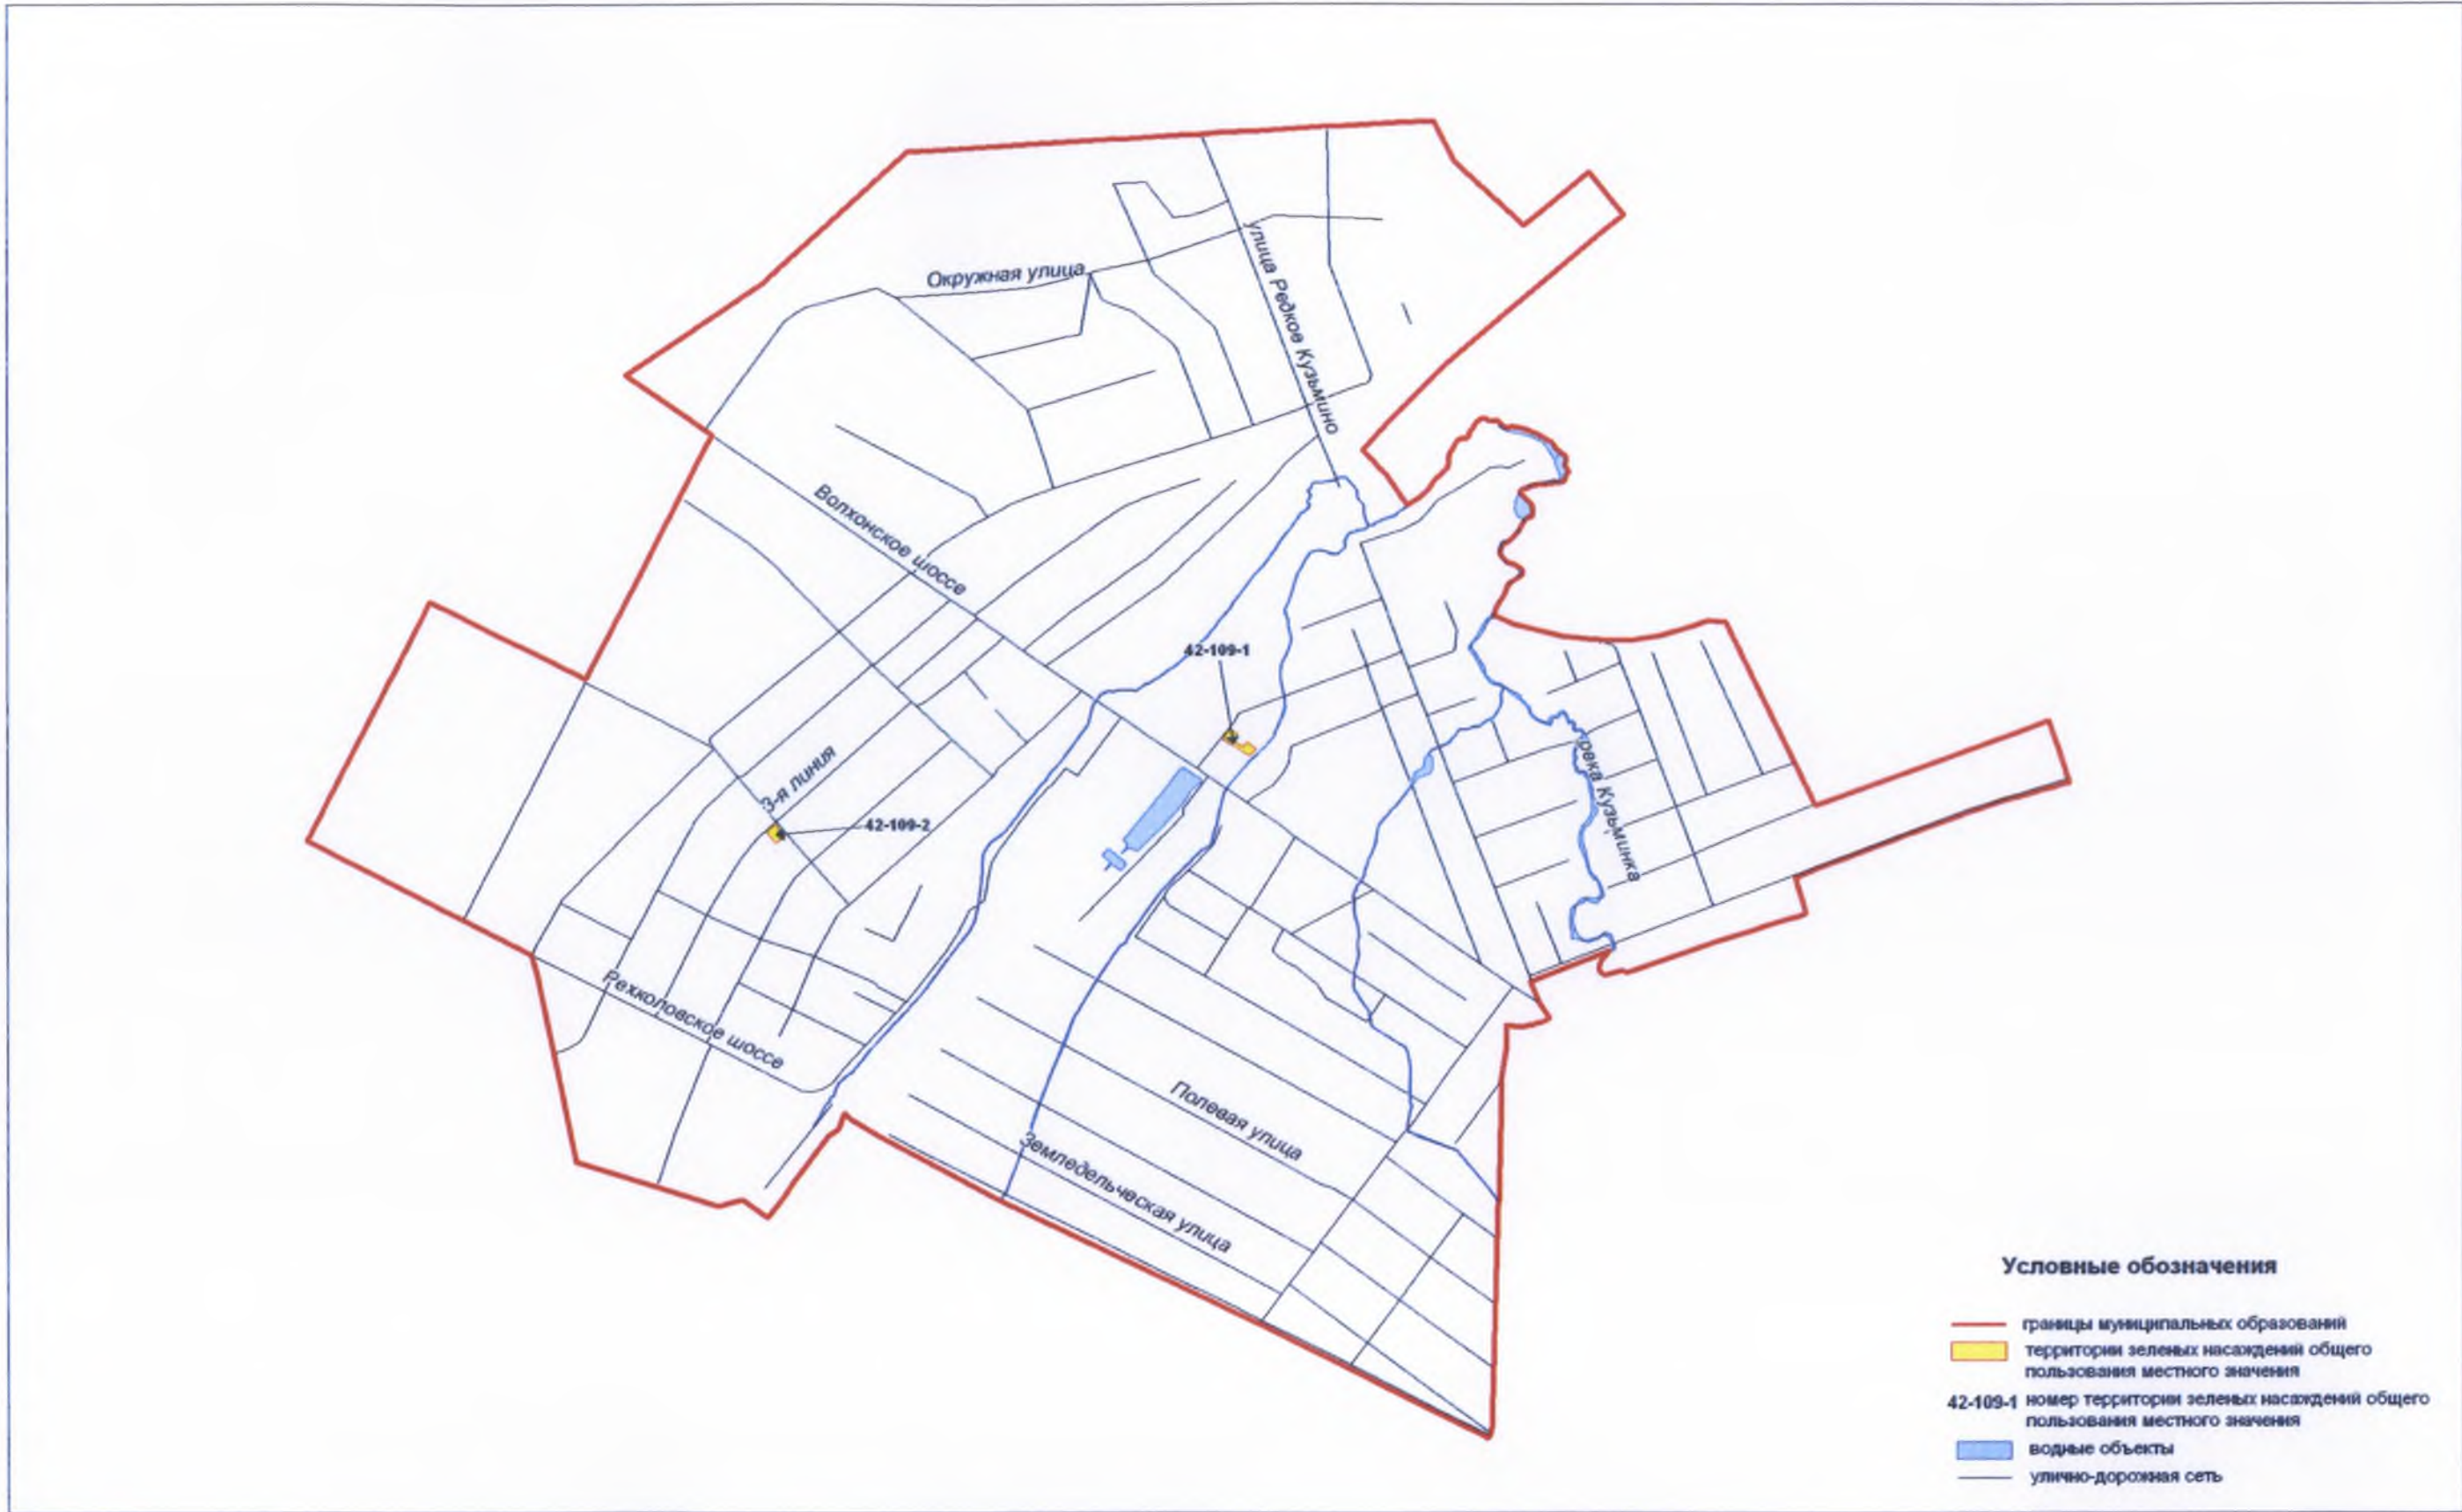 Окружная улица
улица Редкое Кузьмино
Волхонское шоссе
42-109-1
3-я линия
42-109-2
река Кузьминка
Рехколовское шоссе
Полевая улица
Земледельческая улица
Условные обозначения
границы муниципальных образований
территории зеленых насаждений общего
пользования местного значения
42-109-1 номер территории зеленых насаждений общего
пользования местного значения
водные объекты
улично-дорожная сеть